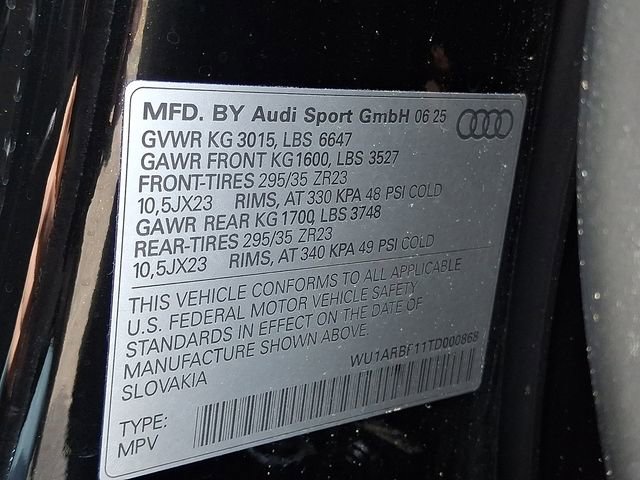 MFD. BY Audi Sport GmbH 06 25
GVWR KG 3015, LBS 6647
GAWR FRONT KG1600, LBS 3527
FRONT-TIRES 295/35 ZR23
10,5JX23 RIMS, AT 330 KPA 48 PSI COLD
GAWR REAR KG 1700, LBS 3748
REAR-TIRES 295/35 ZR23
10,5JX23 RIMS, AT 340 KPA 49 PSI COLD
THIS VEHICLE CONFORMS TO ALL APPLICABLE
U.S. FEDERAL MOTOR VEHICLE SAFETY
STANDARDS IN EFFECT ON THE DATE OF
MANUFACTURE SHOWN ABOVE.
SLOVAKIA
WU1ARBF11TD000868
TYPE:
MPV